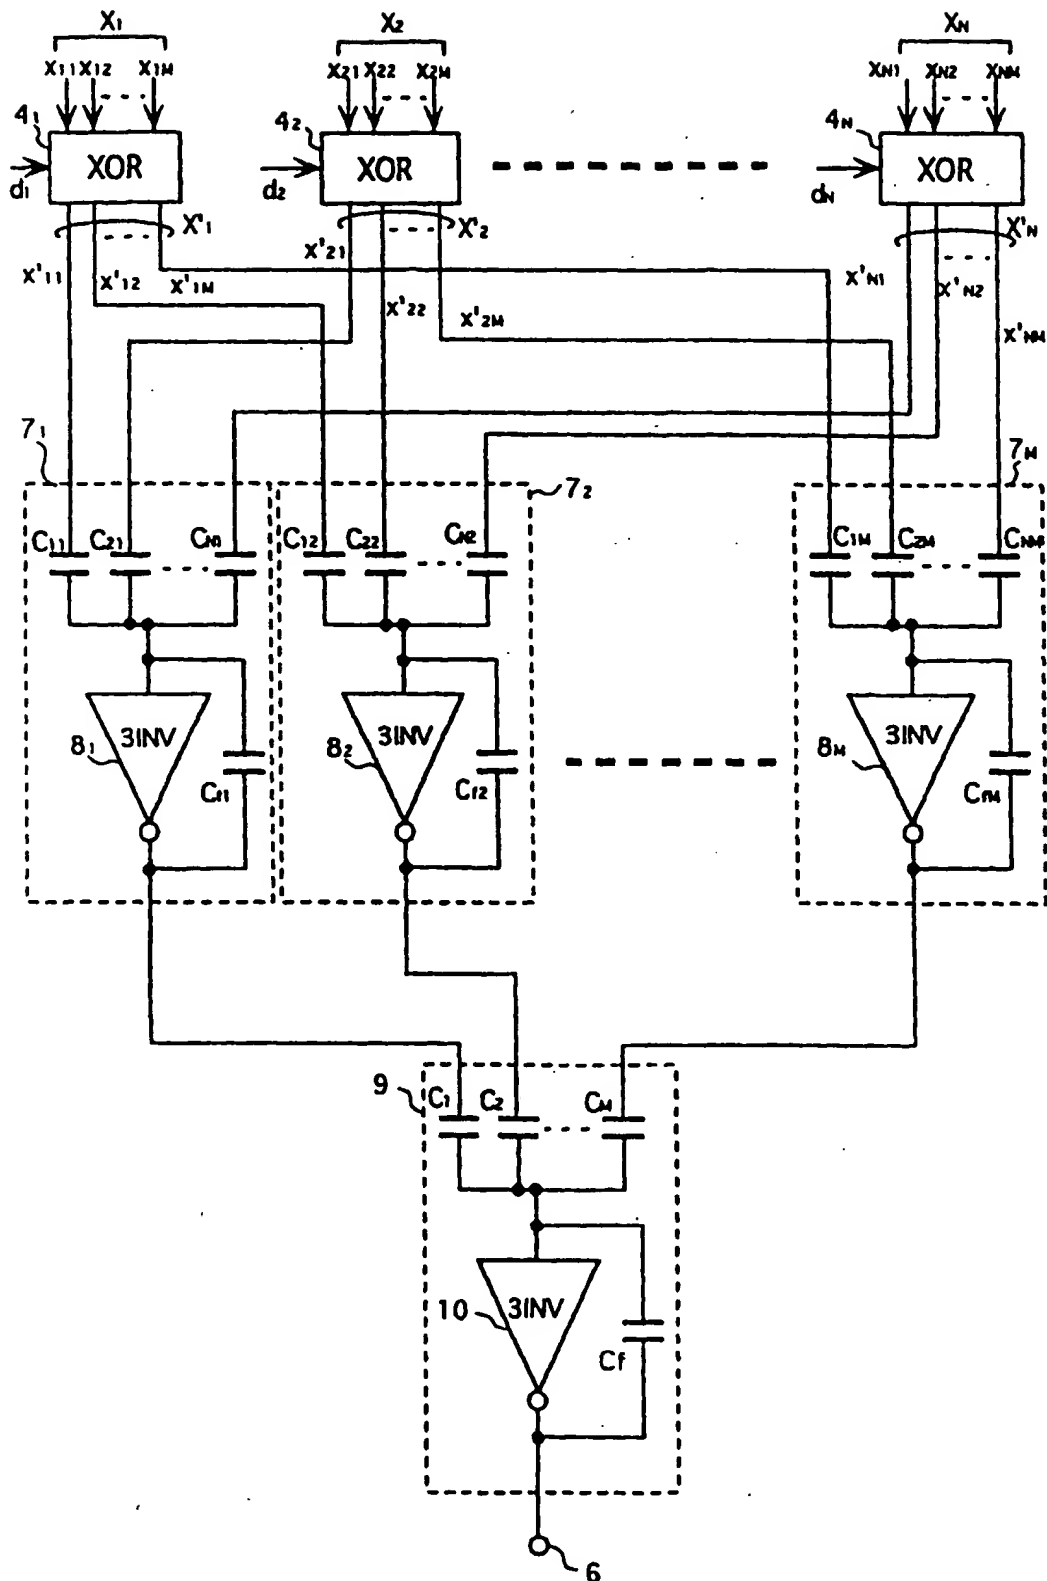 X1 X2 XN
x11 x12 x1M x21 x22 x2M xN1 xN2 xNM
41 42 4N
XOR XOR XOR
d1 d2 dN
X'1 X'2 X'N
x'11 x'12 x'1M x'21 x'22 x'2M x'N1 x'N2 x'NM
71 72 7M
C11 C21 CN1 C12 C22 CN2 C1M C2M CNM
3INV 3INV 3INV
81 82 8M
Cf1 Cf2 CfM
9
C1 C2 CM
10 3INV
Cf
6